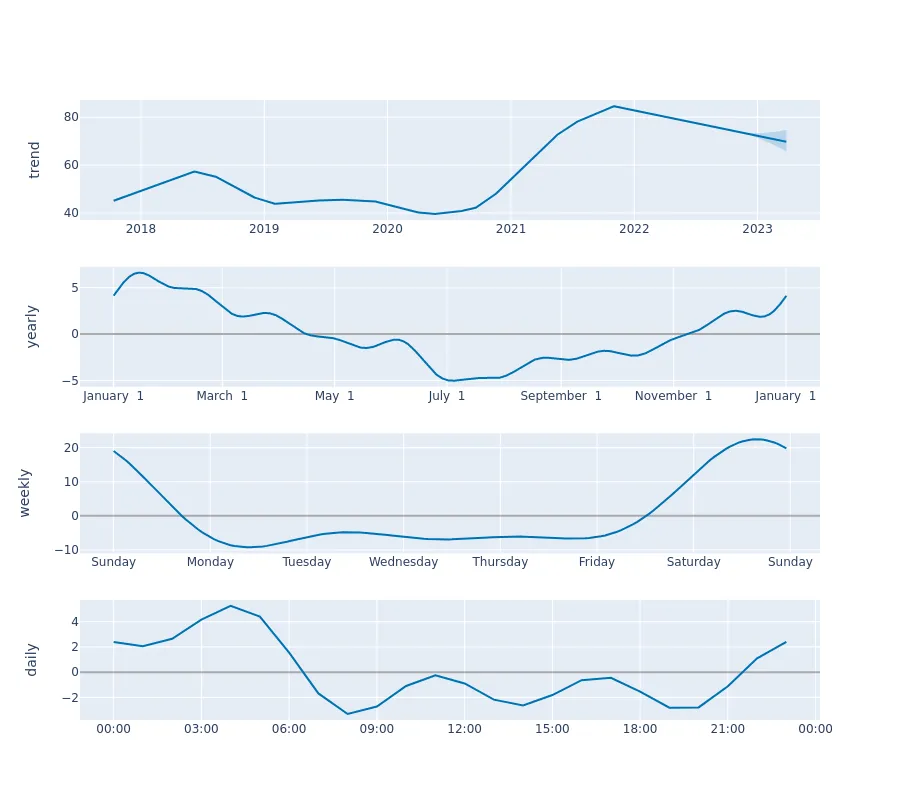 trend
80
60
40
2018 2019 2020 2021 2022 2023
yearly
5
0
−5
January 1 March 1 May 1 July 1 September 1 November 1 January 1
weekly
20
10
0
−10
Sunday Monday Tuesday Wednesday Thursday Friday Saturday Sunday
daily
4
2
0
−2
00:00 03:00 06:00 09:00 12:00 15:00 18:00 21:00 00:00